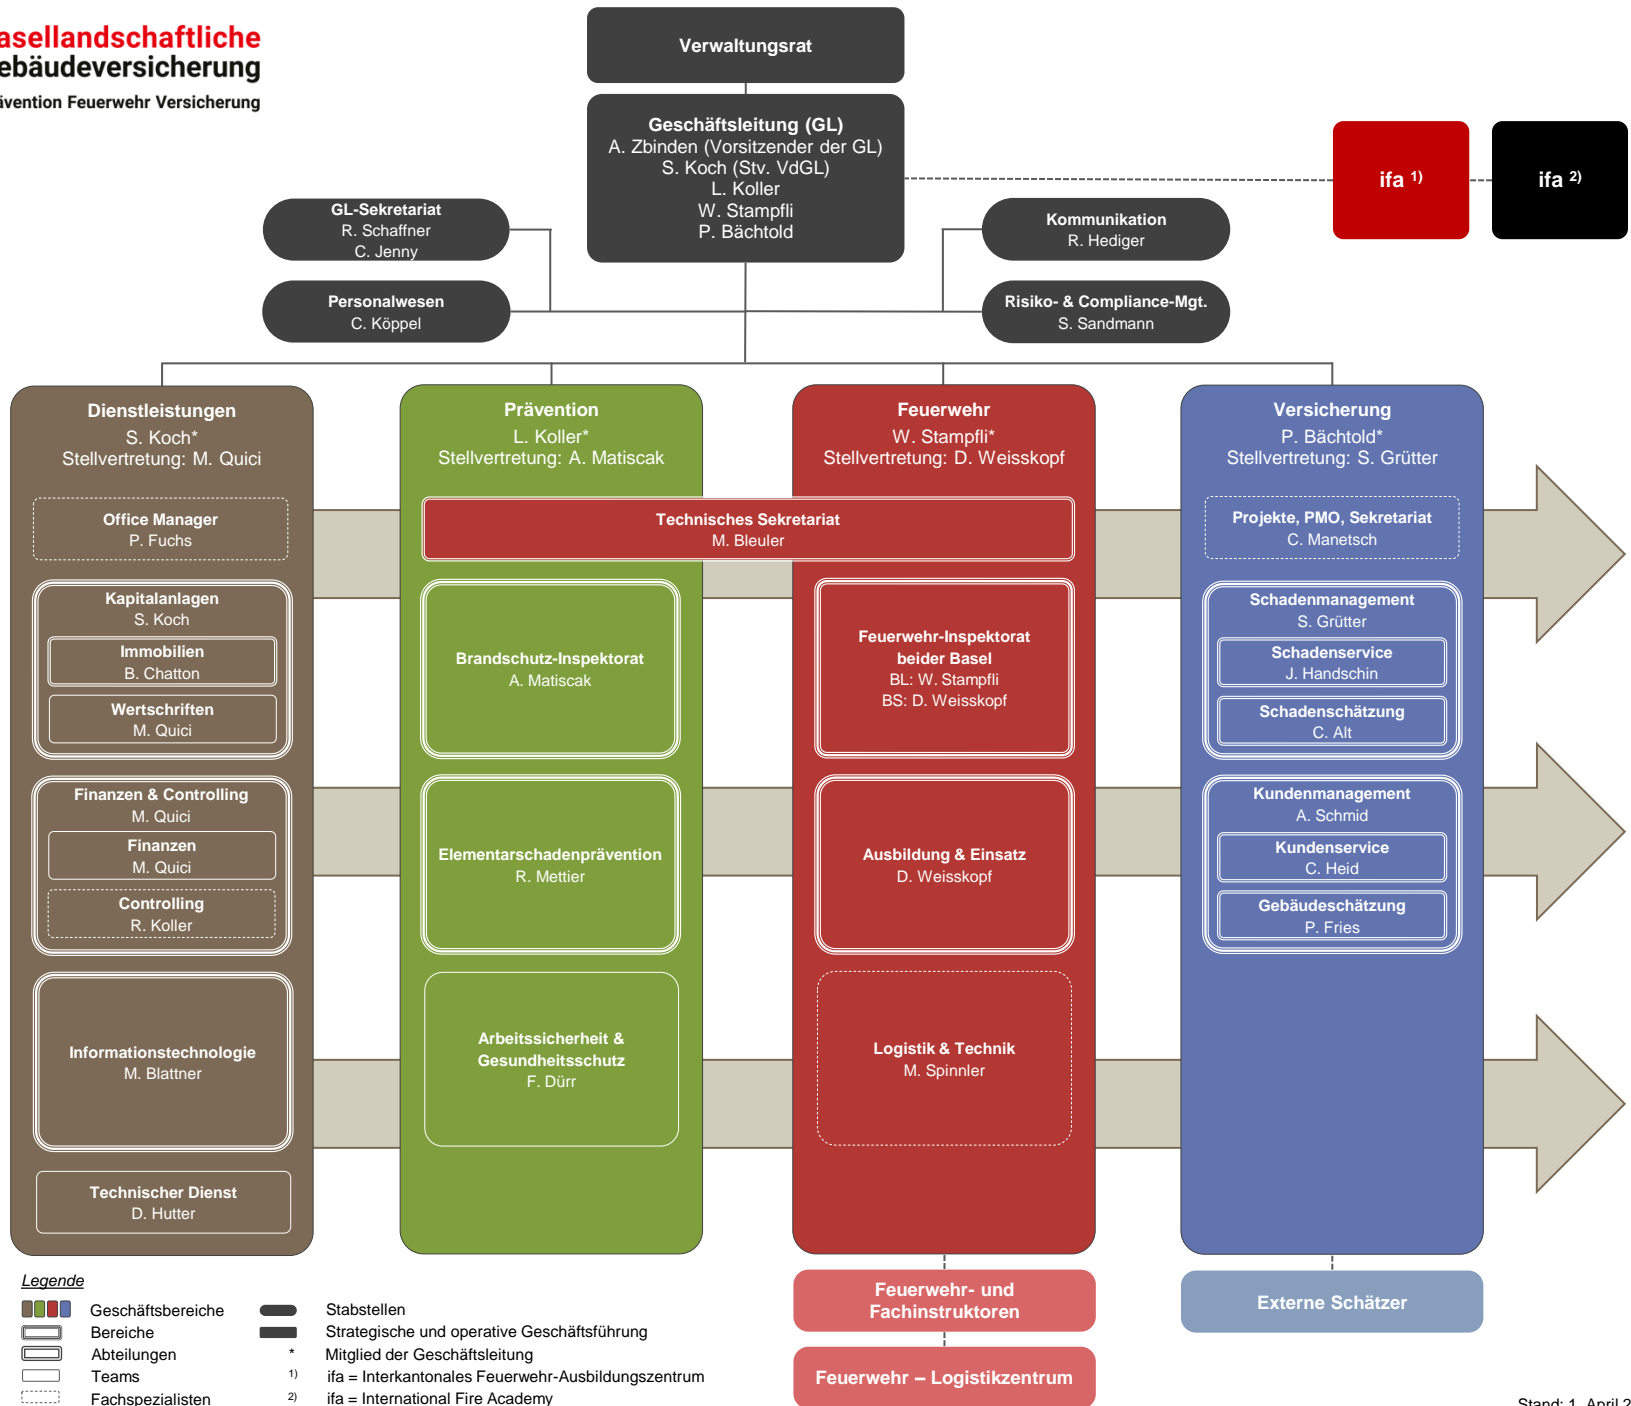 asellandschaftliche
ebäudeversicherung
ävention Feuerwehr Versicherung
Verwaltungsrat
Geschäftsleitung (GL)
A. Zbinden (Vorsitzender der GL)
S. Koch (Stv. VdGL)
L. Koller
W. Stampfli
P. Bächtold
ifa 1)
ifa 2)
GL-Sekretariat
R. Schaffner
C. Jenny
Kommunikation
R. Hediger
Personalwesen
C. Köppel
Risiko- & Compliance-Mgt.
S. Sandmann
Dienstleistungen
S. Koch*
Stellvertretung: M. Quici
Office Manager
P. Fuchs
Kapitalanlagen
S. Koch
Immobilien
B. Chatton
Wertschriften
M. Quici
Finanzen & Controlling
M. Quici
Finanzen
M. Quici
Controlling
R. Koller
Informationstechnologie
M. Blattner
Technischer Dienst
D. Hutter
Prävention
L. Koller*
Stellvertretung: A. Matiscak
Technisches Sekretariat
M. Bleuler
Brandschutz-Inspektorat
A. Matiscak
Elementarschadenprävention
R. Mettier
Arbeitssicherheit &
Gesundheitsschutz
F. Dürr
Feuerwehr
W. Stampfli*
Stellvertretung: D. Weisskopf
Feuerwehr-Inspektorat
beider Basel
BL: W. Stampfli
BS: D. Weisskopf
Ausbildung & Einsatz
D. Weisskopf
Logistik & Technik
M. Spinnler
Feuerwehr- und
Fachinstruktoren
Feuerwehr – Logistikzentrum
Versicherung
P. Bächtold*
Stellvertretung: S. Grütter
Projekte, PMO, Sekretariat
C. Manetsch
Schadenmanagement
S. Grütter
Schadenservice
J. Handschin
Schadenschätzung
C. Alt
Kundenmanagement
A. Schmid
Kundenservice
C. Heid
Gebäudeschätzung
P. Fries
Externe Schätzer
Legende
Geschäftsbereiche
Bereiche
Abteilungen
Teams
Fachspezialisten
Stabstellen
Strategische und operative Geschäftsführung
* Mitglied der Geschäftsleitung
1) ifa = Interkantonales Feuerwehr-Ausbildungszentrum
2) ifa = International Fire Academy
Stand: 1. April 2